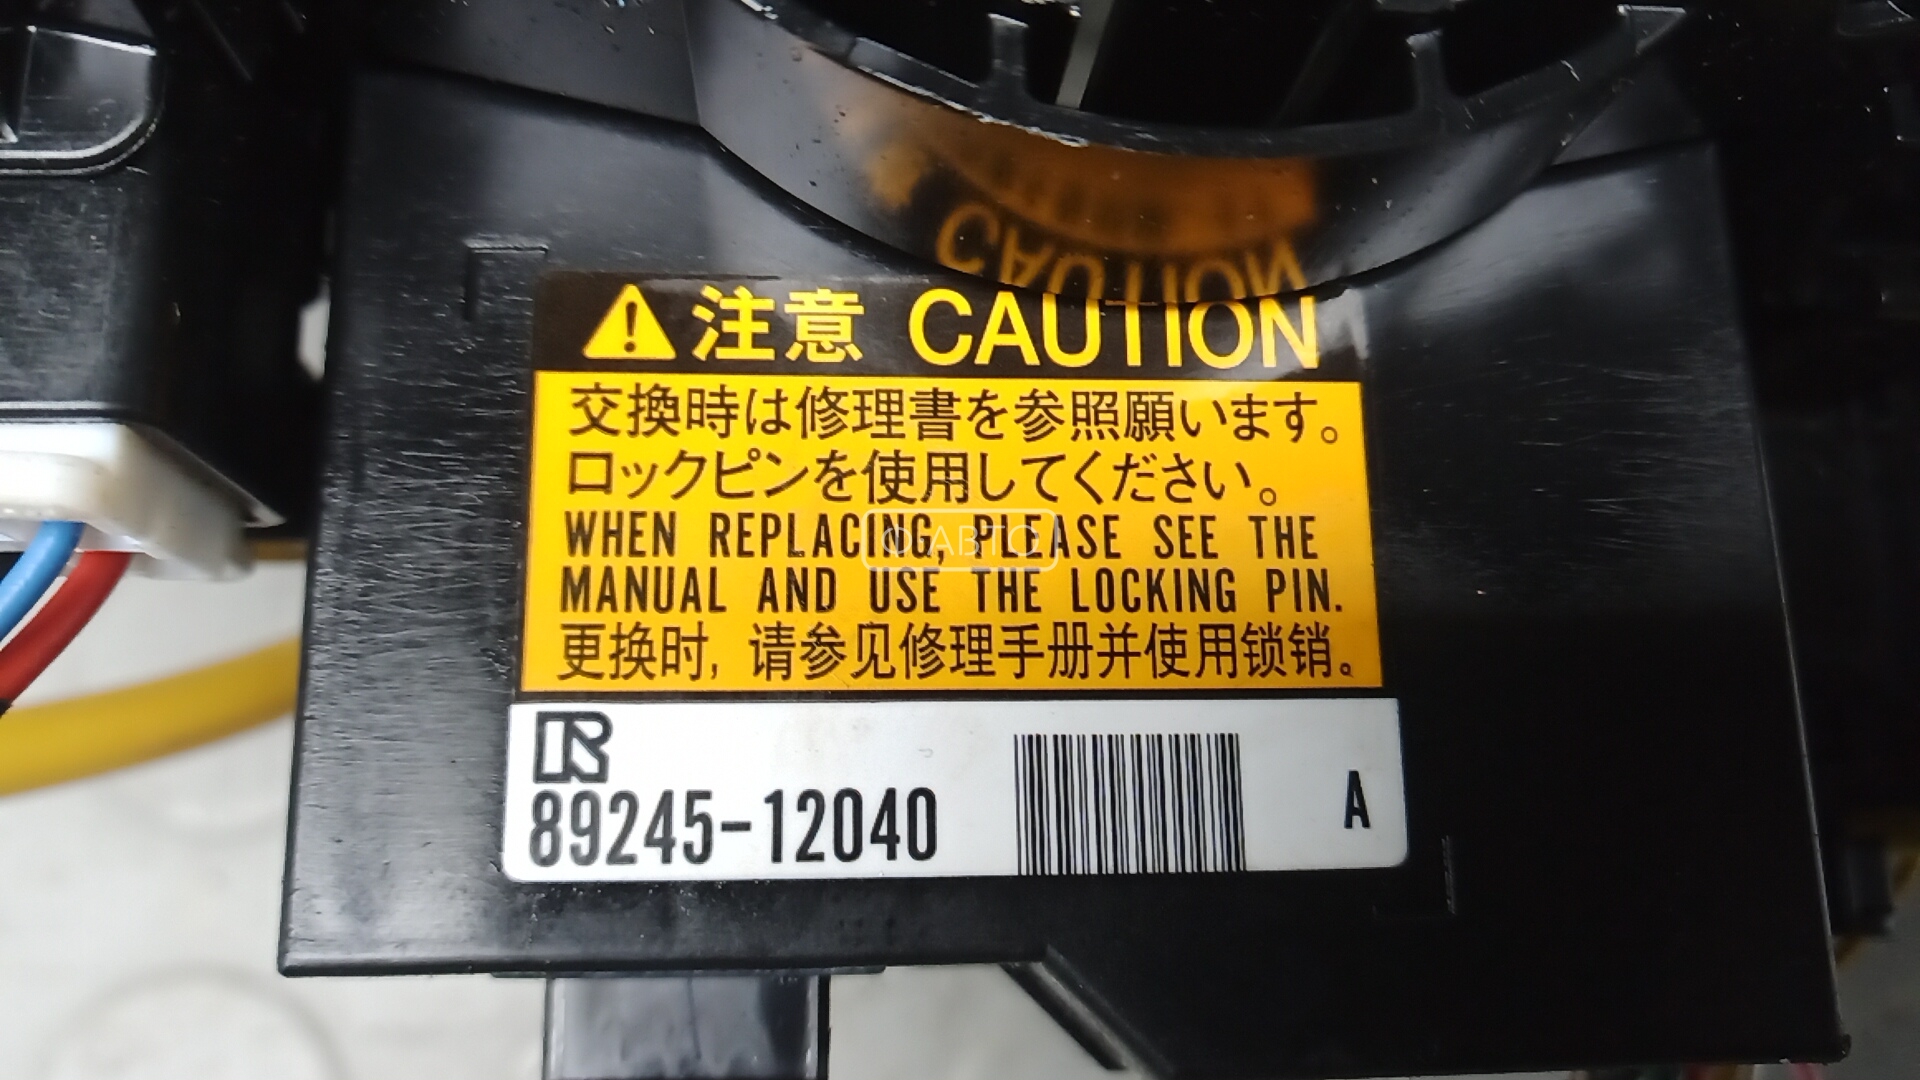 注意 CAUTION
交換時は修理書を参照願います。
ロックピンを使用してください。
WHEN REPLACING, PLEASE SEE THE
MANUAL AND USE THE LOCKING PIN.
更换时, 请参见修理手册并使用锁销。
R
89245-12040 A
АВТО